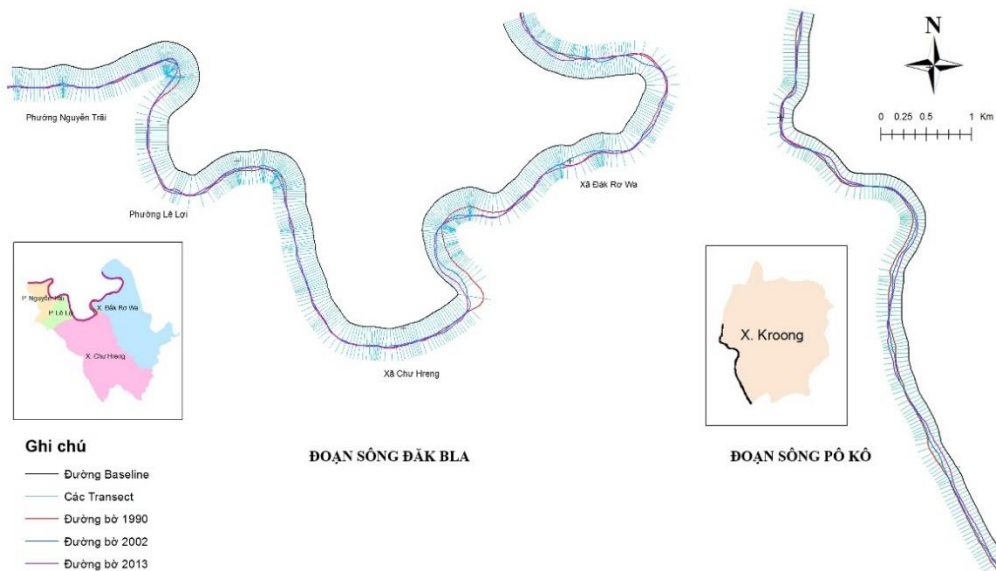 N
0 0.25 0.5 1 Km
Phường Nguyễn Trãi
Phường Lê Lợi
Xã Đăk Rơ Wa
Xã Chư Hreng
P. Nguyễn Trãi
P. Lê Lợi
X. Đăk Rơ Wa
X. Chư Hreng
X. Kroong
ĐOẠN SÔNG ĐĂK BLA
ĐOẠN SÔNG PÔ KÔ
Ghi chú
Đường Baseline
Các Transect
Đường bờ 1990
Đường bờ 2002
Đường bờ 2013